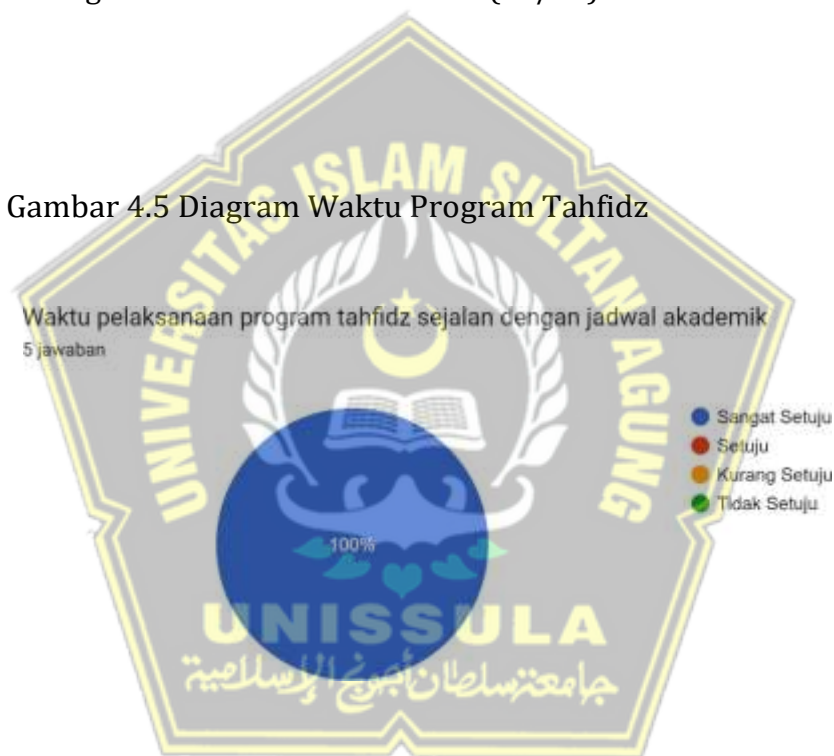 Gambar 4.5 Diagram Waktu Program Tahfidz
Waktu pelaksanaan program tahfidz sejalan dengan jadwal akademik
5 jawaban
Sangat Setuju
Setuju
Kurang Setuju
Tidak Setuju
100%
UNIVERSITAS ISLAM SULTAN AGUNG
UNISSULA
جامعة سلطان أجونج الإسلامية